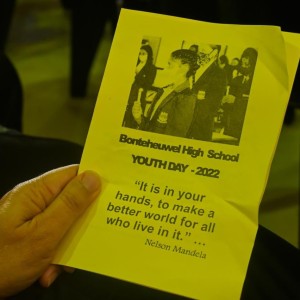 Bonteheuwel High School
YOUTH DAY - 2022
“It is in your
hands, to make a
better world for all
who live in it.” ...
Nelson Mandela